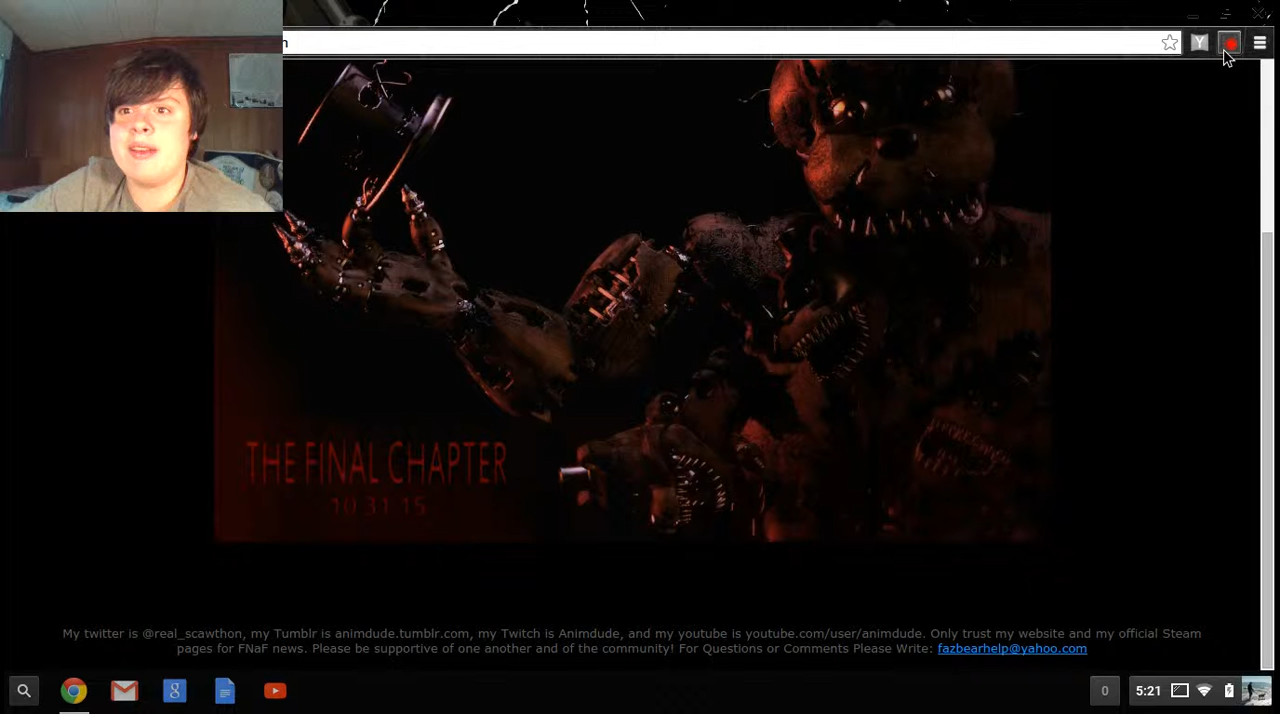 n
Y
THE FINAL CHAPTER
10 31 15
My twitter is @real_scawthon, my Tumblr is animdude.tumblr.com, my Twitch is Animdude, and my youtube is youtube.com/user/animdude. Only trust my website and my official Steam
pages for FNaF news. Please be supportive of one another and of the community! For Questions or Comments Please Write: fazbearhelp@yahoo.com
8
0
5:21